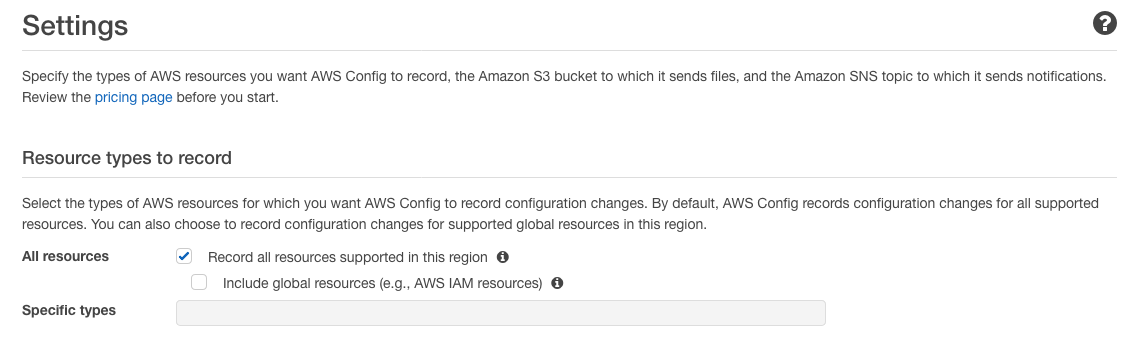 Settings
Specify the types of AWS resources you want AWS Config to record, the Amazon S3 bucket to which it sends files, and the Amazon SNS topic to which it sends notifications.
Review the pricing page before you start.
Resource types to record
Select the types of AWS resources for which you want AWS Config to record configuration changes. By default, AWS Config records configuration changes for all supported
resources. You can also choose to record configuration changes for supported global resources in this region.
All resources Record all resources supported in this region
Include global resources (e.g., AWS IAM resources)
Specific types